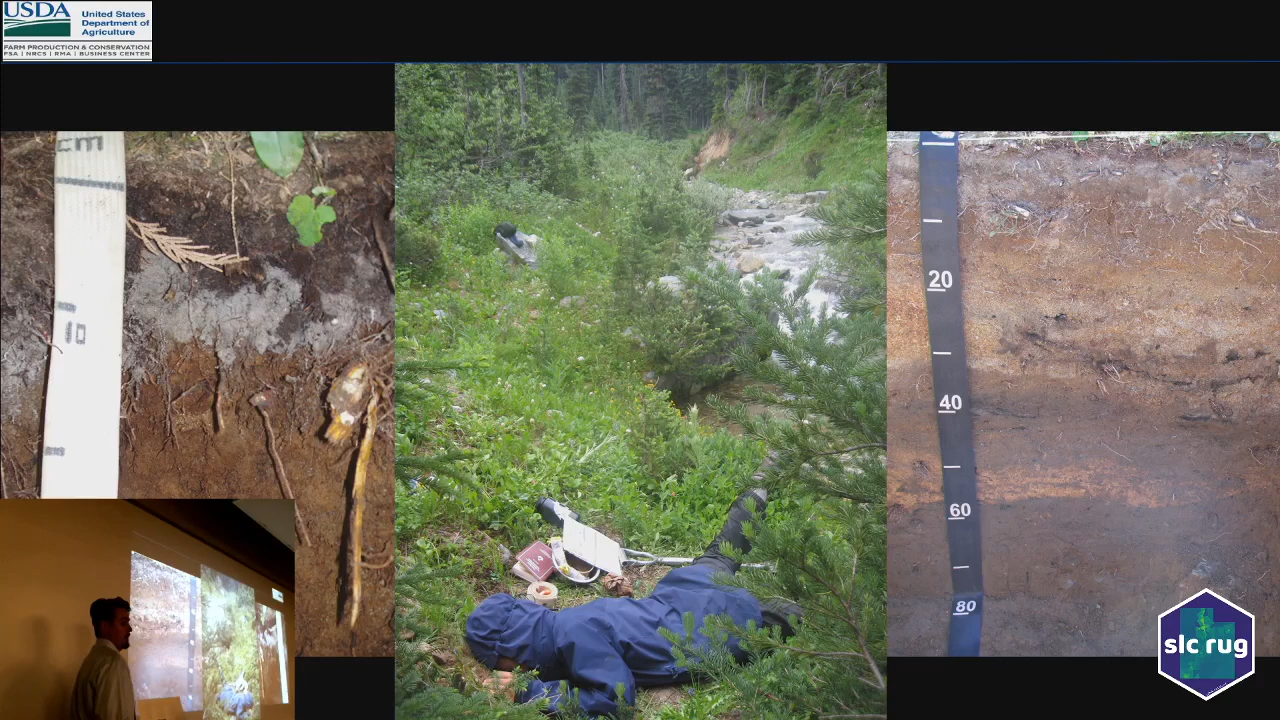 USDA
United States
Department of
Agriculture
FARM PRODUCTION & CONSERVATION
FSA | NRCS | RMA | BUSINESS CENTER
cm
10
20
40
60
80
slc rug